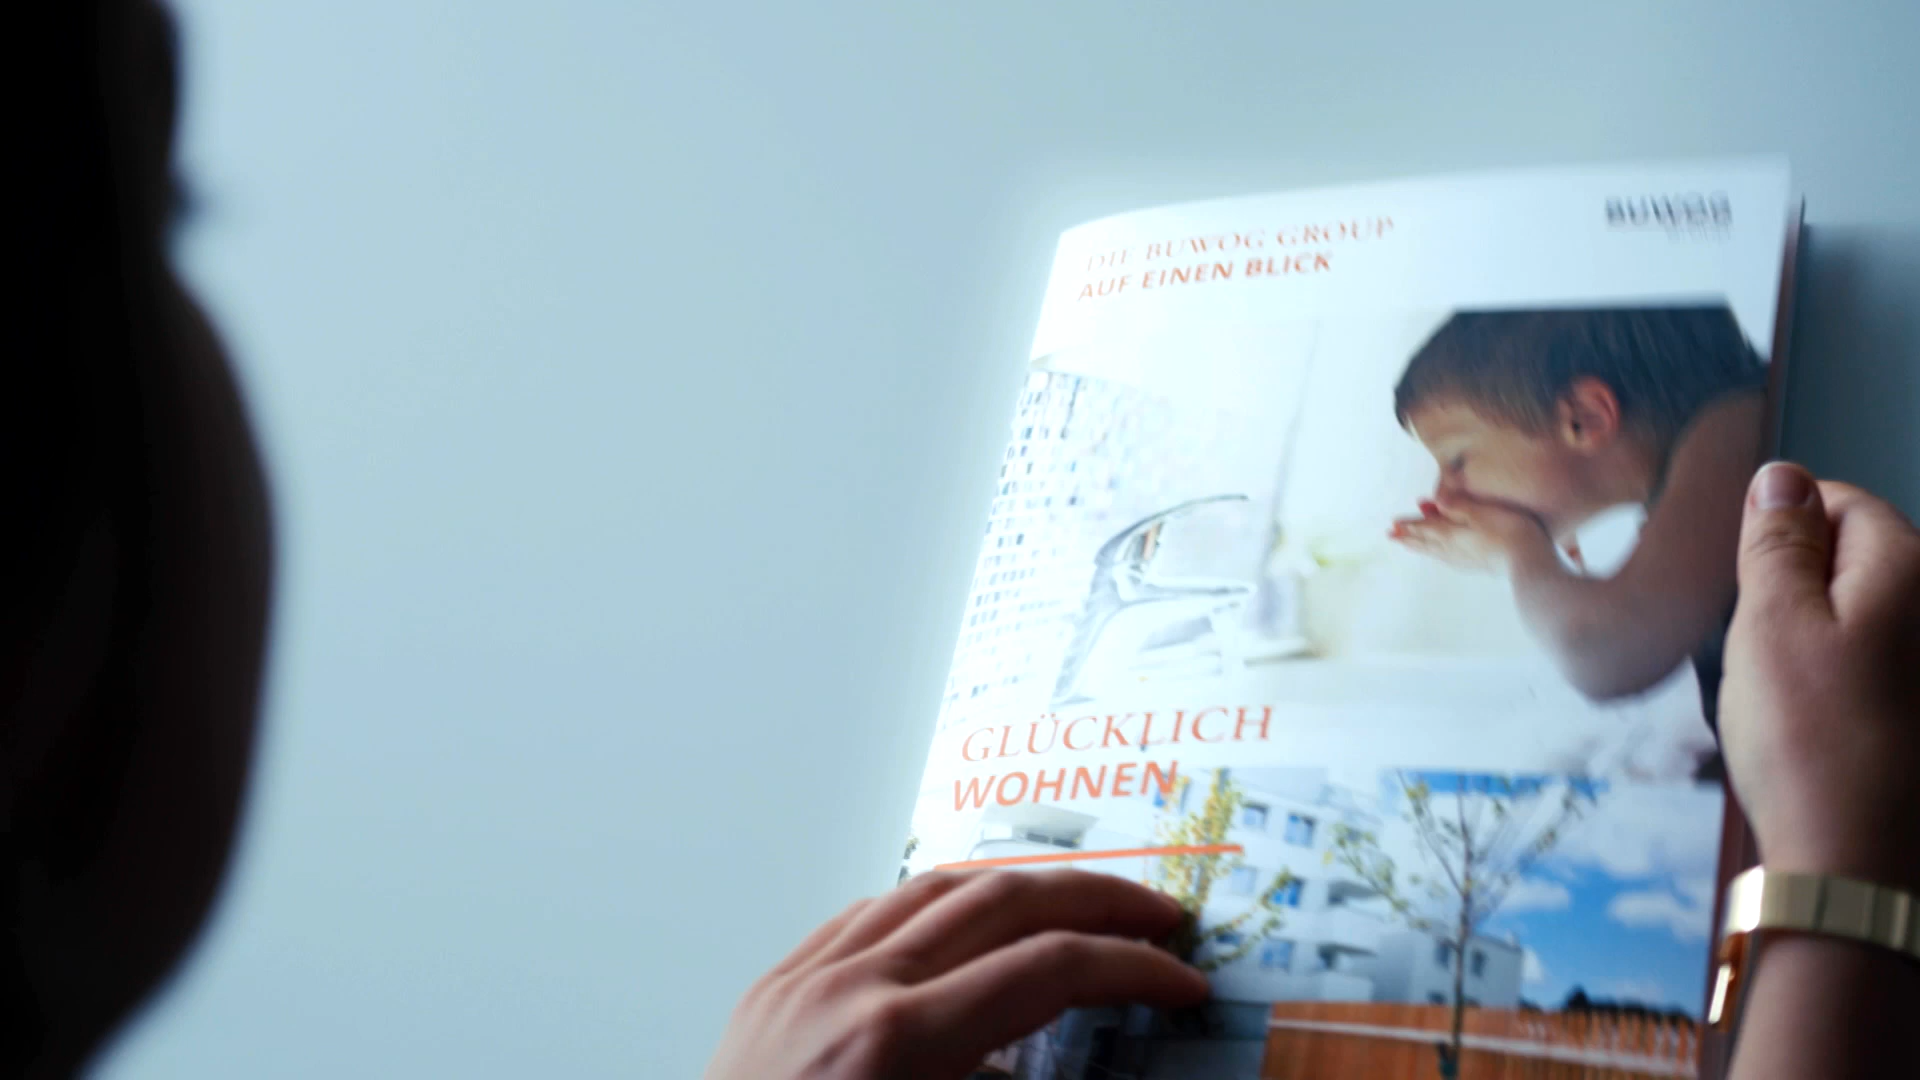 DIE BUWOG GROUP
AUF EINEN BLICK
BUWOG
GLÜCKLICH
WOHNEN